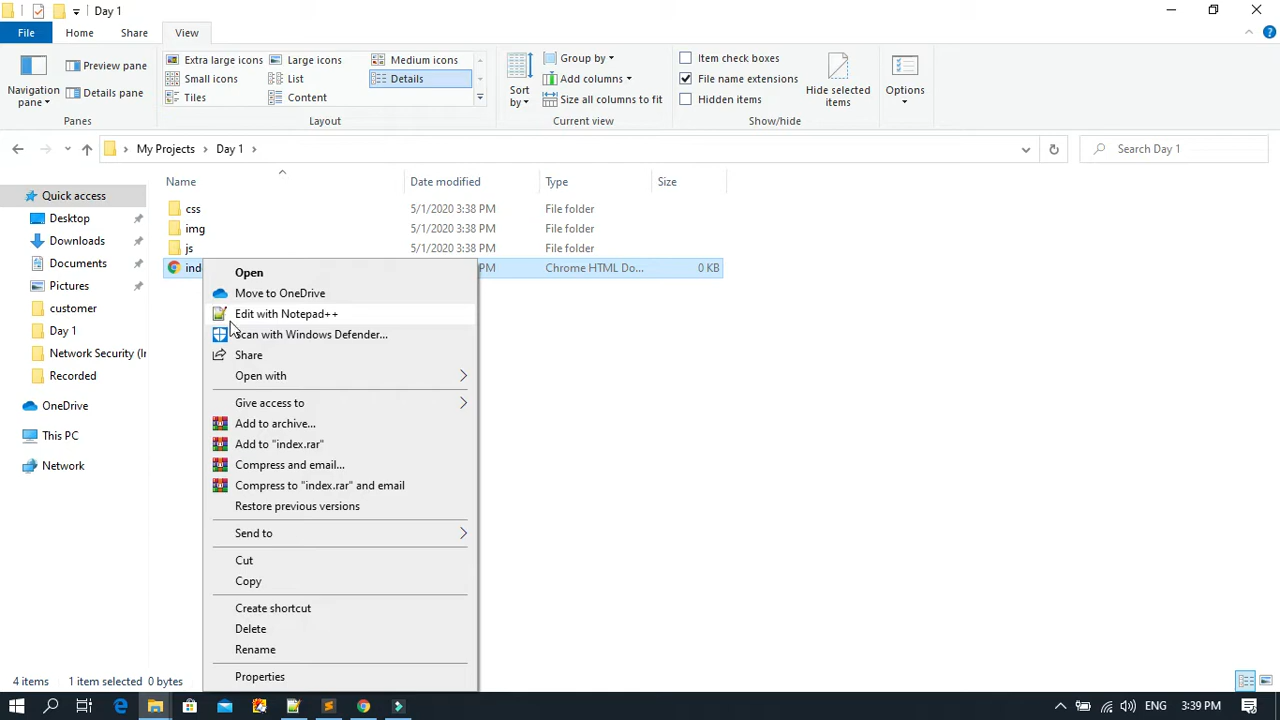 Day 1
File Home Share View
Navigation pane
Preview pane
Details pane
Panes
Extra large icons Large icons Medium icons
Small icons List Details
Tiles Content
Layout
Sort by
Group by
Add columns
Size all columns to fit
Current view
Item check boxes
File name extensions
Hidden items
Hide selected items
Show/hide
Options
My Projects Day 1
Search Day 1
Quick access
Desktop
Downloads
Documents
Pictures
customer
Day 1
Network Security (I
Recorded
OneDrive
This PC
Network
Name Date modified Type Size
css 5/1/2020 3:38 PM File folder
img 5/1/2020 3:38 PM File folder
js 5/1/2020 3:38 PM File folder
ind PM Chrome HTML Do... 0 KB
Open
Move to OneDrive
Edit with Notepad++
Scan with Windows Defender...
Share
Open with
Give access to
Add to archive...
Add to "index.rar"
Compress and email...
Compress to "index.rar" and email
Restore previous versions
Send to
Cut
Copy
Create shortcut
Delete
Rename
Properties
4 items 1 item selected 0 bytes
ENG 3:39 PM